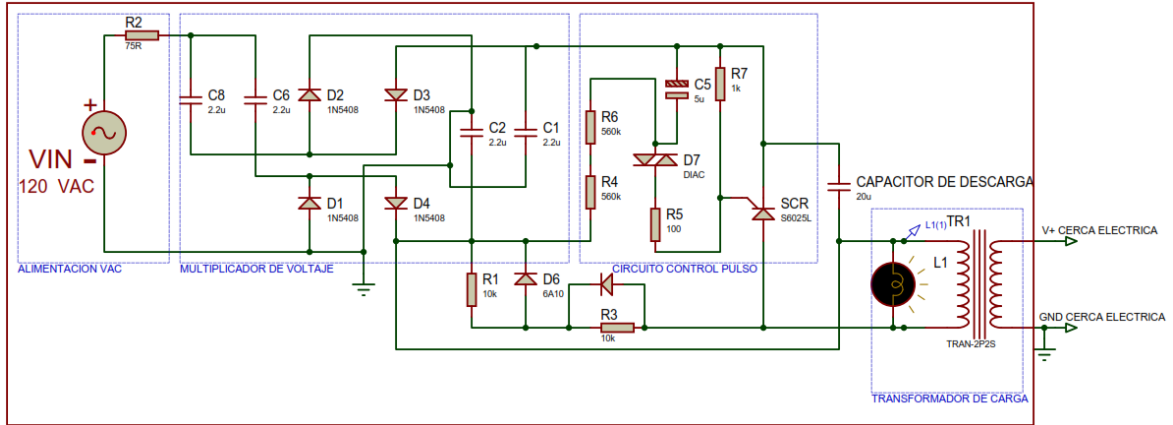 R2
75R
VIN
120 VAC
ALIMENTACION VAC
C8
2.2u
C6
2.2u
D2
1N5408
D3
1N5408
C2
2.2u
C1
2.2u
D1
1N5408
D4
1N5408
MULTIPLICADOR DE VOLTAJE
R1
10k
D6
6A10
R3
10k
R6
560k
R4
560k
C5
5u
R7
1k
D7
DIAC
R5
100
SCR
S6025L
CIRCUITO CONTROL PULSO
CAPACITOR DE DESCARGA
20u
L1(1)
TR1
L1
TRAN-2P2S
TRANSFORMADOR DE CARGA
V+ CERCA ELECTRICA
GND CERCA ELECTRICA